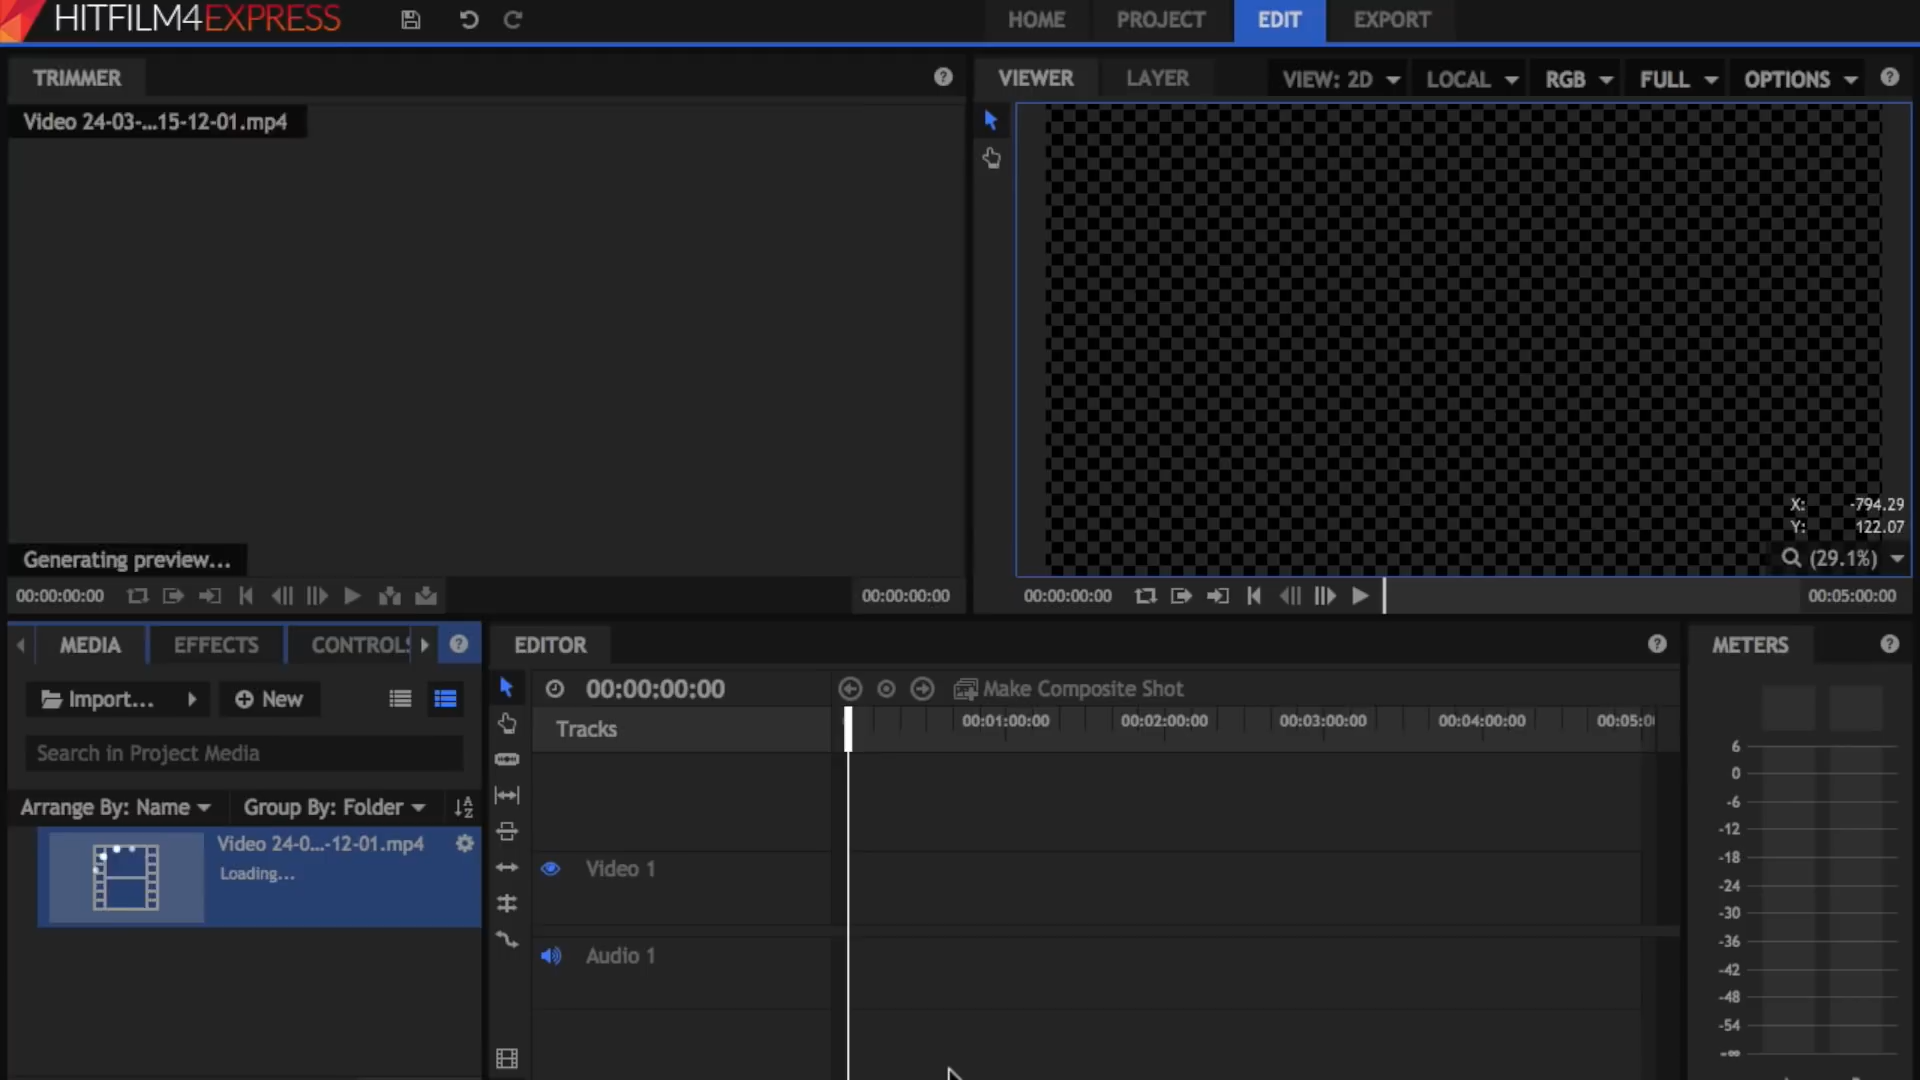 HITFILM4EXPRESS
HOME
PROJECT
EDIT
EXPORT
TRIMMER
VIEWER
LAYER
VIEW: 2D
LOCAL
RGB
FULL
OPTIONS
Video 24-03-...15-12-01.mp4
X: -794.29
Y: 122.07
(29.1%)
Generating preview...
00:00:00:00
00:00:00:00
00:00:00:00
00:05:00:00
MEDIA
EFFECTS
CONTROLS
EDITOR
METERS
Import...
New
00:00:00:00
Make Composite Shot
Search in Project Media
Tracks
00:01:00:00
00:02:00:00
00:03:00:00
00:04:00:00
00:05:0
Arrange By: Name
Group By: Folder
Video 24-0...-12-01.mp4
Loading...
Video 1
Audio 1
6
0
-6
-12
-18
-24
-30
-36
-42
-48
-54
-∞